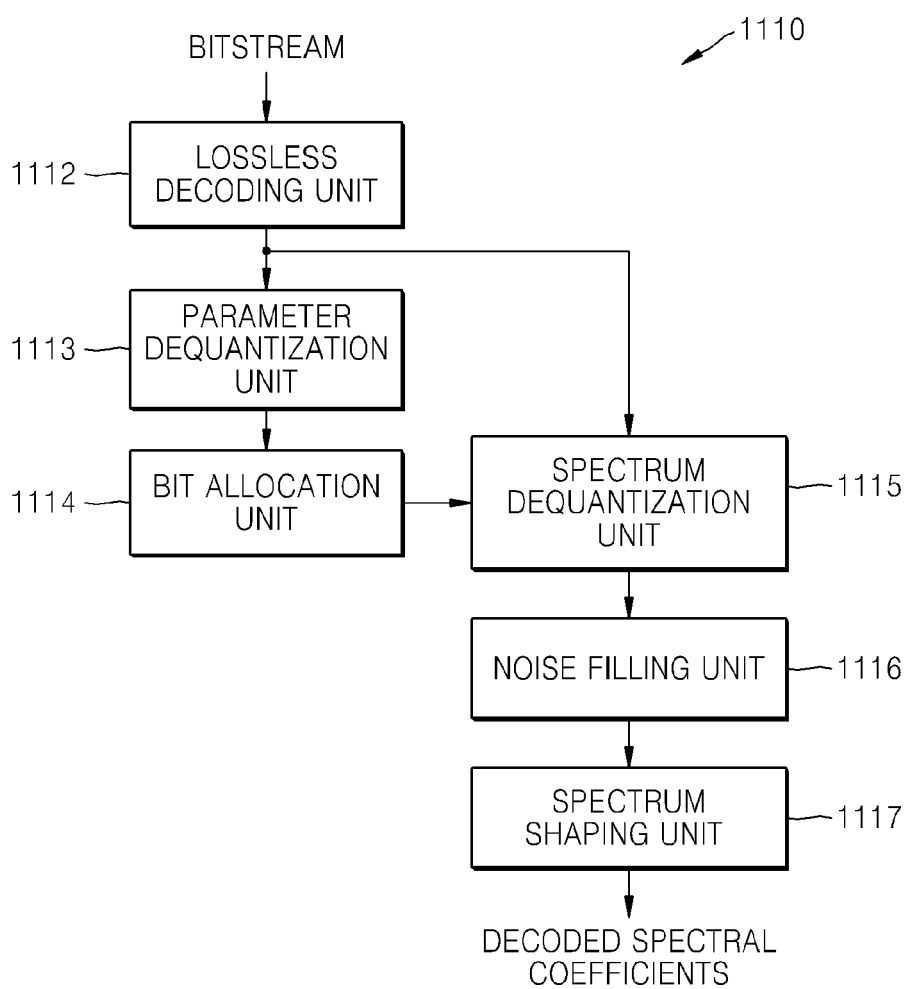 1110
BITSTREAM
1112
LOSSLESS
DECODING UNIT
1113
PARAMETER
DEQUANTIZATION
UNIT
1114
BIT ALLOCATION
UNIT
SPECTRUM
DEQUANTIZATION
UNIT
1115
NOISE FILLING UNIT
1116
SPECTRUM
SHAPING UNIT
1117
DECODED SPECTRAL
COEFFICIENTS